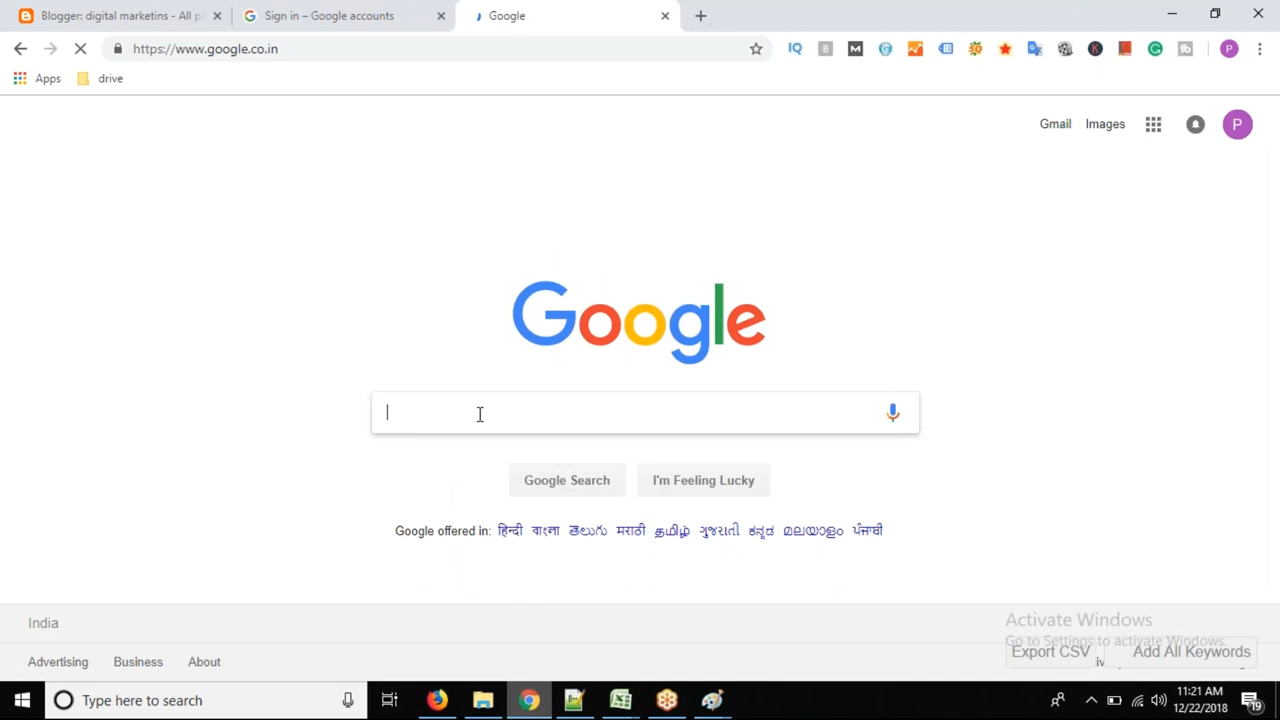 Blogger: digital marketins - All po
Sign in – Google accounts
Google
https://www.google.co.in
Apps
drive
Gmail
Images
P
Google
Google Search
I'm Feeling Lucky
Google offered in: हिन्दी বাংলা తెలుగు मराठी தமிழ் ગુજરાતી ಕನ್ನಡ മലയാളം ਪੰਜਾਬੀ
India
Activate Windows
Go to Settings to activate Windows.
Export CSV
Add All Keywords
Advertising
Business
About
Type here to search
11:21 AM
12/22/2018
19